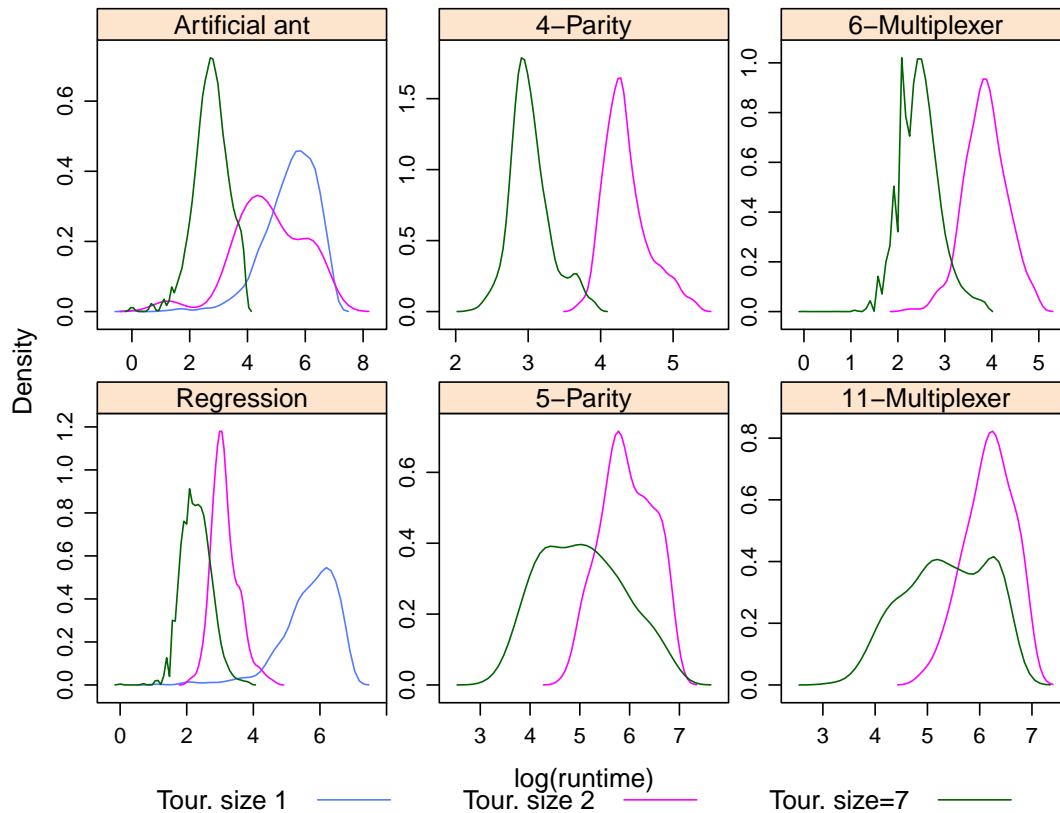 Artificial ant
4−Parity
6−Multiplexer
0.0 0.2 0.4 0.6
0.0 0.5 1.0 1.5
0.0 0.2 0.4 0.6 0.8 1.0
0 2 4 6 8
2 3 4 5
0 1 2 3 4 5
Density
Regression
5−Parity
11−Multiplexer
0.0 0.2 0.4 0.6 0.8 1.0 1.2
0.0 0.2 0.4 0.6
0.0 0.2 0.4 0.6 0.8
0 2 4 6
3 4 5 6 7
3 4 5 6 7
log(runtime)
Tour. size 1 Tour. size 2 Tour. size=7